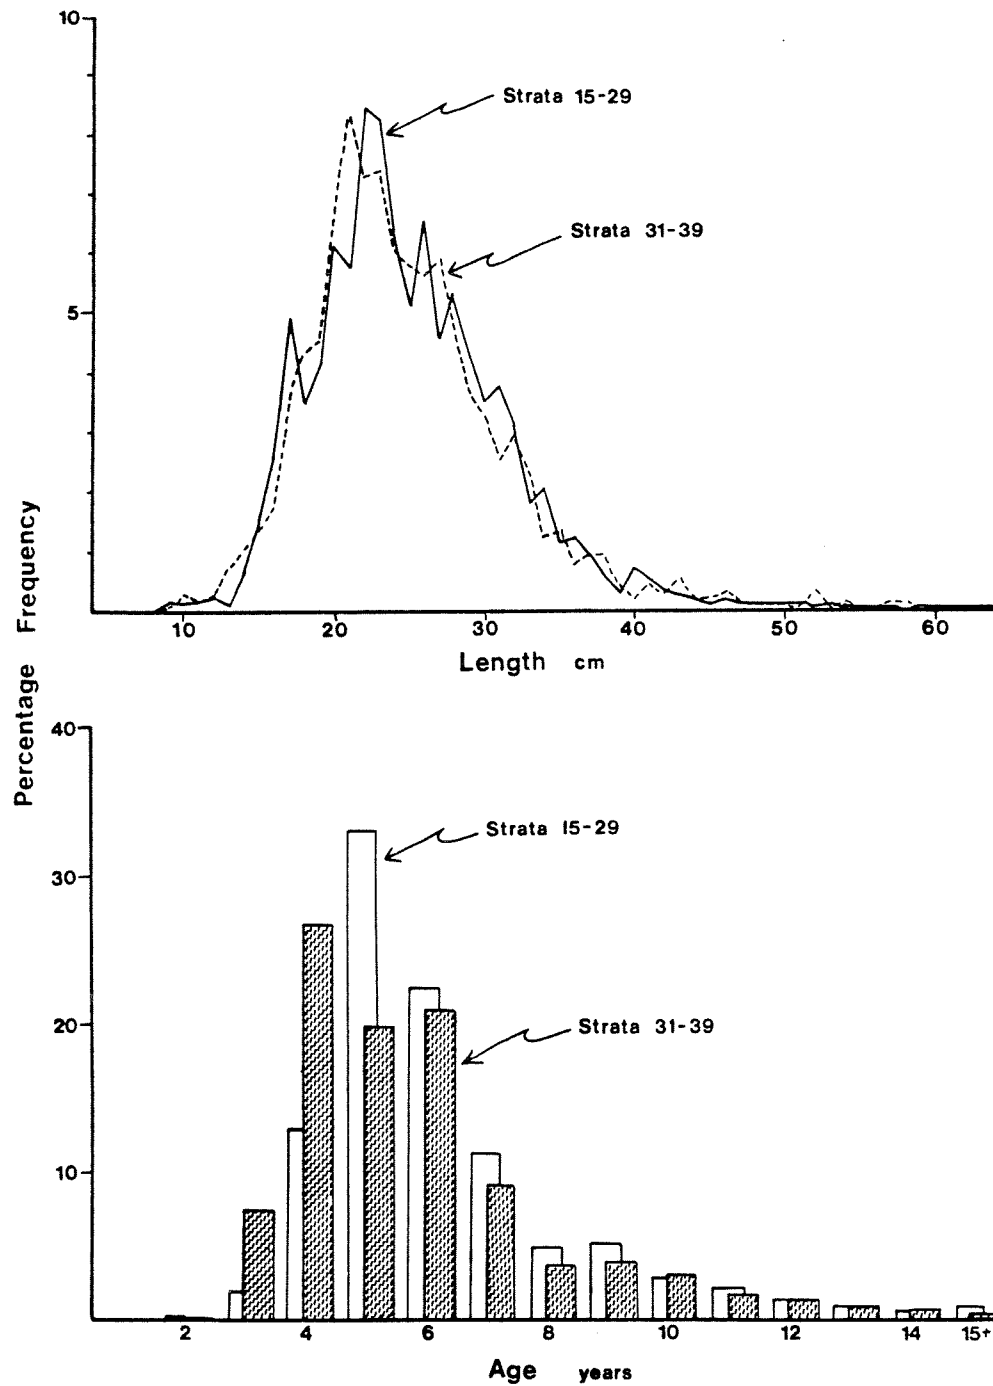 10
Strata 15-29
Strata 31-39
5
10 20 30 40 50 60
Length cm
Percentage Frequency
40
Strata 15-29
30
Strata 31-39
20
10
2 4 6 8 10 12 14 15+
Age years